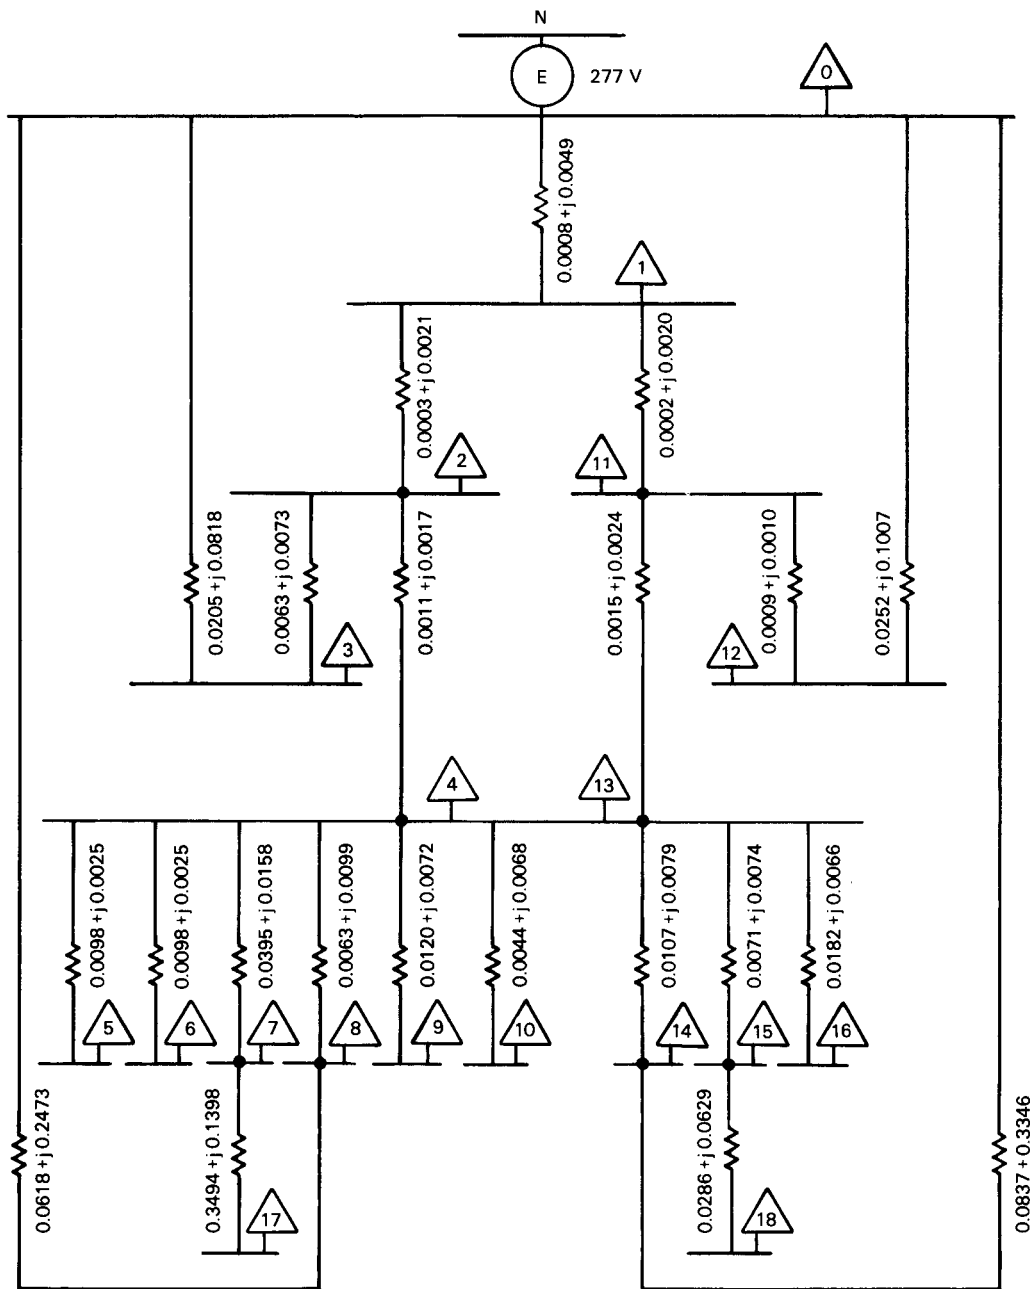 N
E
277 V
0
0.0008 +j 0.0049
1
0.0003 +j 0.0021
0.0002 +j 0.0020
2
11
0.0205 +j 0.0818
0.0063 +j 0.0073
0.0011 +j 0.0017
0.0015 +j 0.0024
0.0009 +j 0.0010
0.0252 +j 0.1007
3
12
4
13
0.0098 +j 0.0025
0.0098 +j 0.0025
0.0395 +j 0.0158
0.0063 +j 0.0099
0.0120 +j 0.0072
0.0044 +j 0.0068
0.0107 +j 0.0079
0.0071 +j 0.0074
0.0182 +j 0.0066
5
6
7
8
9
10
14
15
16
0.0618 +j 0.2473
0.3494 +j 0.1398
0.0286 +j 0.0629
0.0837 + 0.3346
17
18